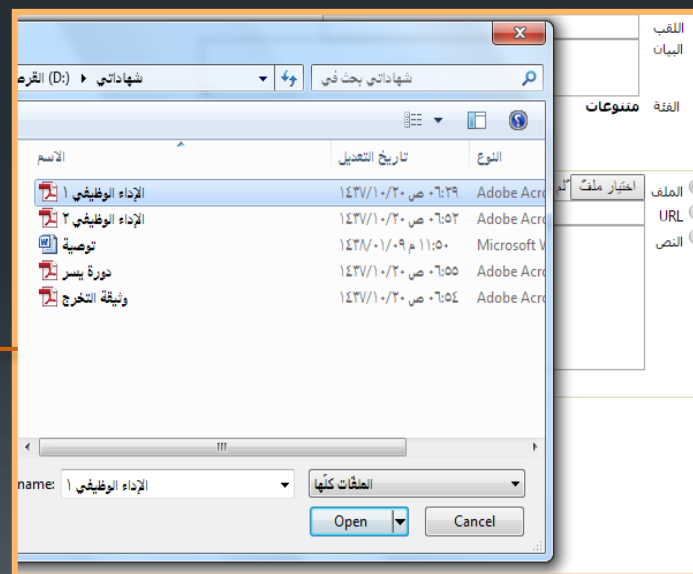 اللقب
البيان
الفئة متنوعات
الملف اختيار ملف
URL
النص
شهاداتي ◂ (D:) القرص
شهاداتي بحث في
الاسم تاريخ التعديل النوع
الإداء الوظيفي ١ ٠٦:٢٩ ص ١٤٣٧/١٠/٢٠ Adobe Acro
الإداء الوظيفي ٢ ٠٦:٥٢ ص ١٤٣٧/١٠/٢٠ Adobe Acro
توصية ١١:٥٠ م ١٤٣٨/٠١/٠٩ Microsoft W
دورة يسر ٠٦:٥٥ ص ١٤٣٧/١٠/٢٠ Adobe Acro
وثيقة التخرج ٠٦:٥٤ ص ١٤٣٧/١٠/٢٠ Adobe Acro
name: الإداء الوظيفي ١
الملفّات كلّها
Open Cancel